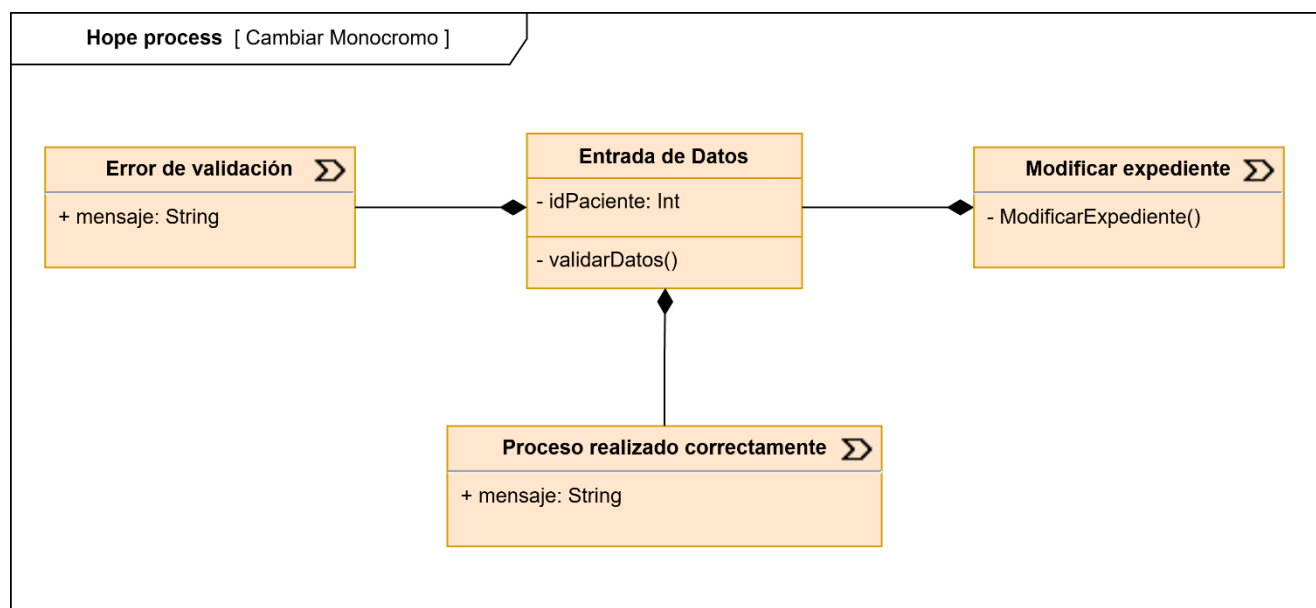 Hope process [ Cambiar Monocromo ]
Error de validación
+ mensaje: String
Entrada de Datos
- idPaciente: Int
- validarDatos()
Modificar expediente
- ModificarExpediente()
Proceso realizado correctamente
+ mensaje: String